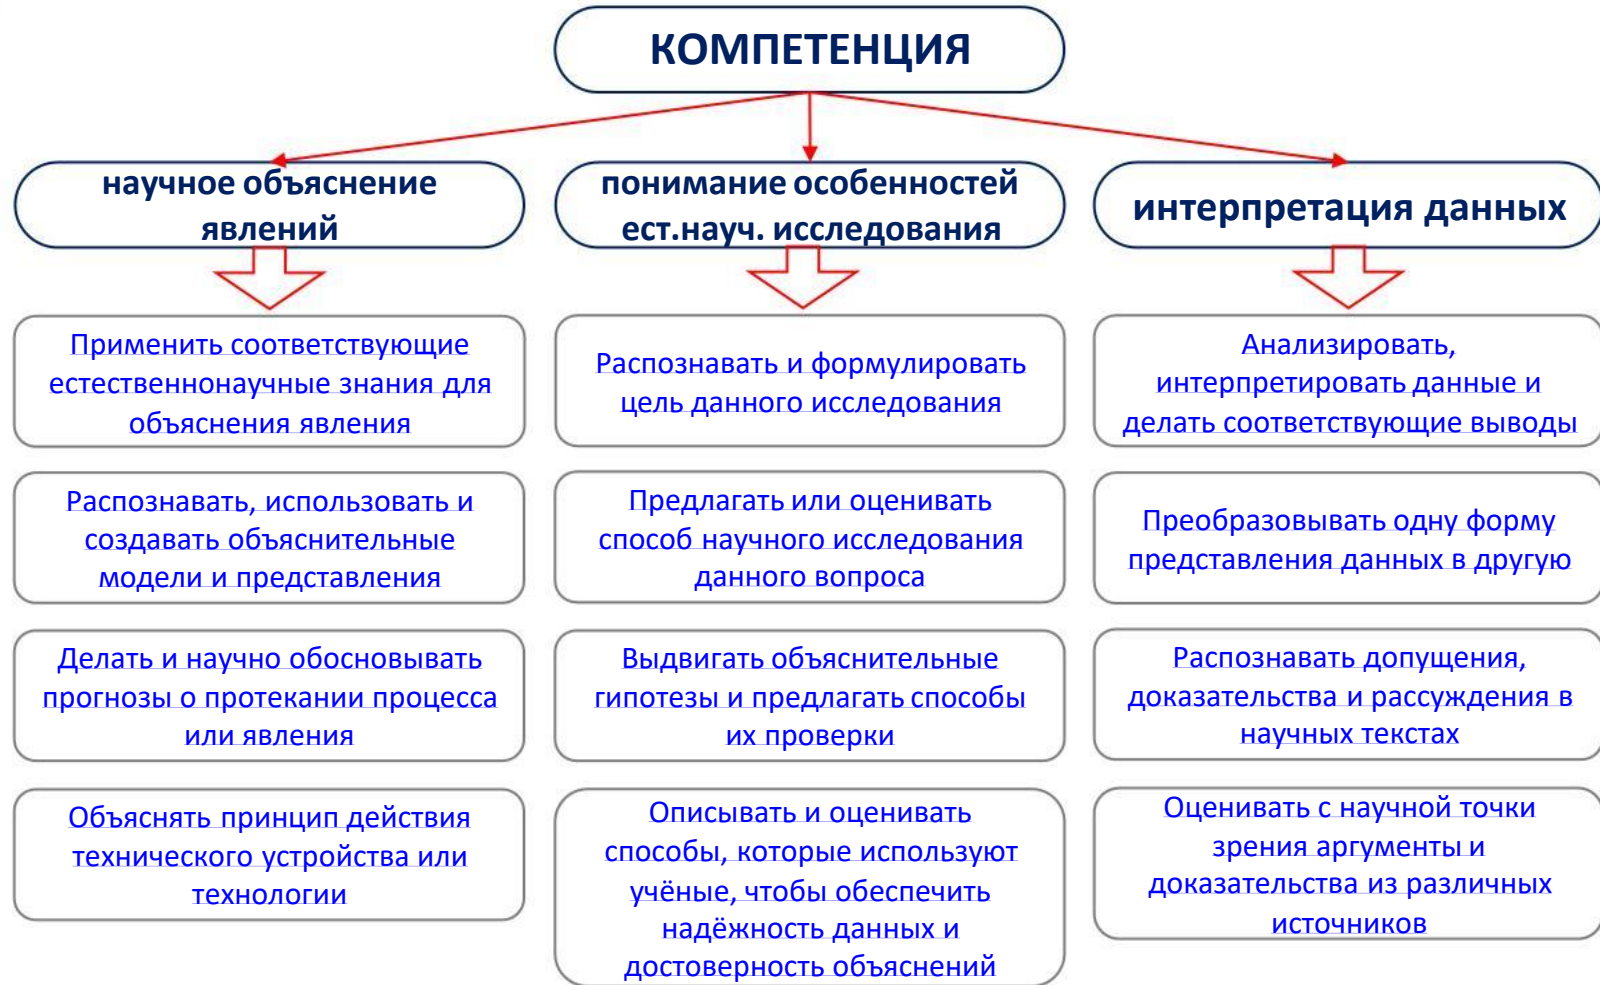 КОМПЕТЕНЦИЯ
научное объяснение
явлений
Применить соответствующие
естественнонаучные знания для
объяснения явления
Распознавать, использовать и
создавать объяснительные
модели и представления
Делать и научно обосновывать
прогнозы о протекании процесса
или явления
Объяснять принцип действия
технического устройства или
технологии
понимание особенностей
ест.науч. исследования
Распознавать и формулировать
цель данного исследования
Предлагать или оценивать
способ научного исследования
данного вопроса
Выдвигать объяснительные
гипотезы и предлагать способы
их проверки
Описывать и оценивать
способы, которые используют
учёные, чтобы обеспечить
надёжность данных и
достоверность объяснений
интерпретация данных
Анализировать,
интерпретировать данные и
делать соответствующие выводы
Преобразовывать одну форму
представления данных в другую
Распознавать допущения,
доказательства и рассуждения в
научных текстах
Оценивать с научной точки
зрения аргументы и
доказательства из различных
источников